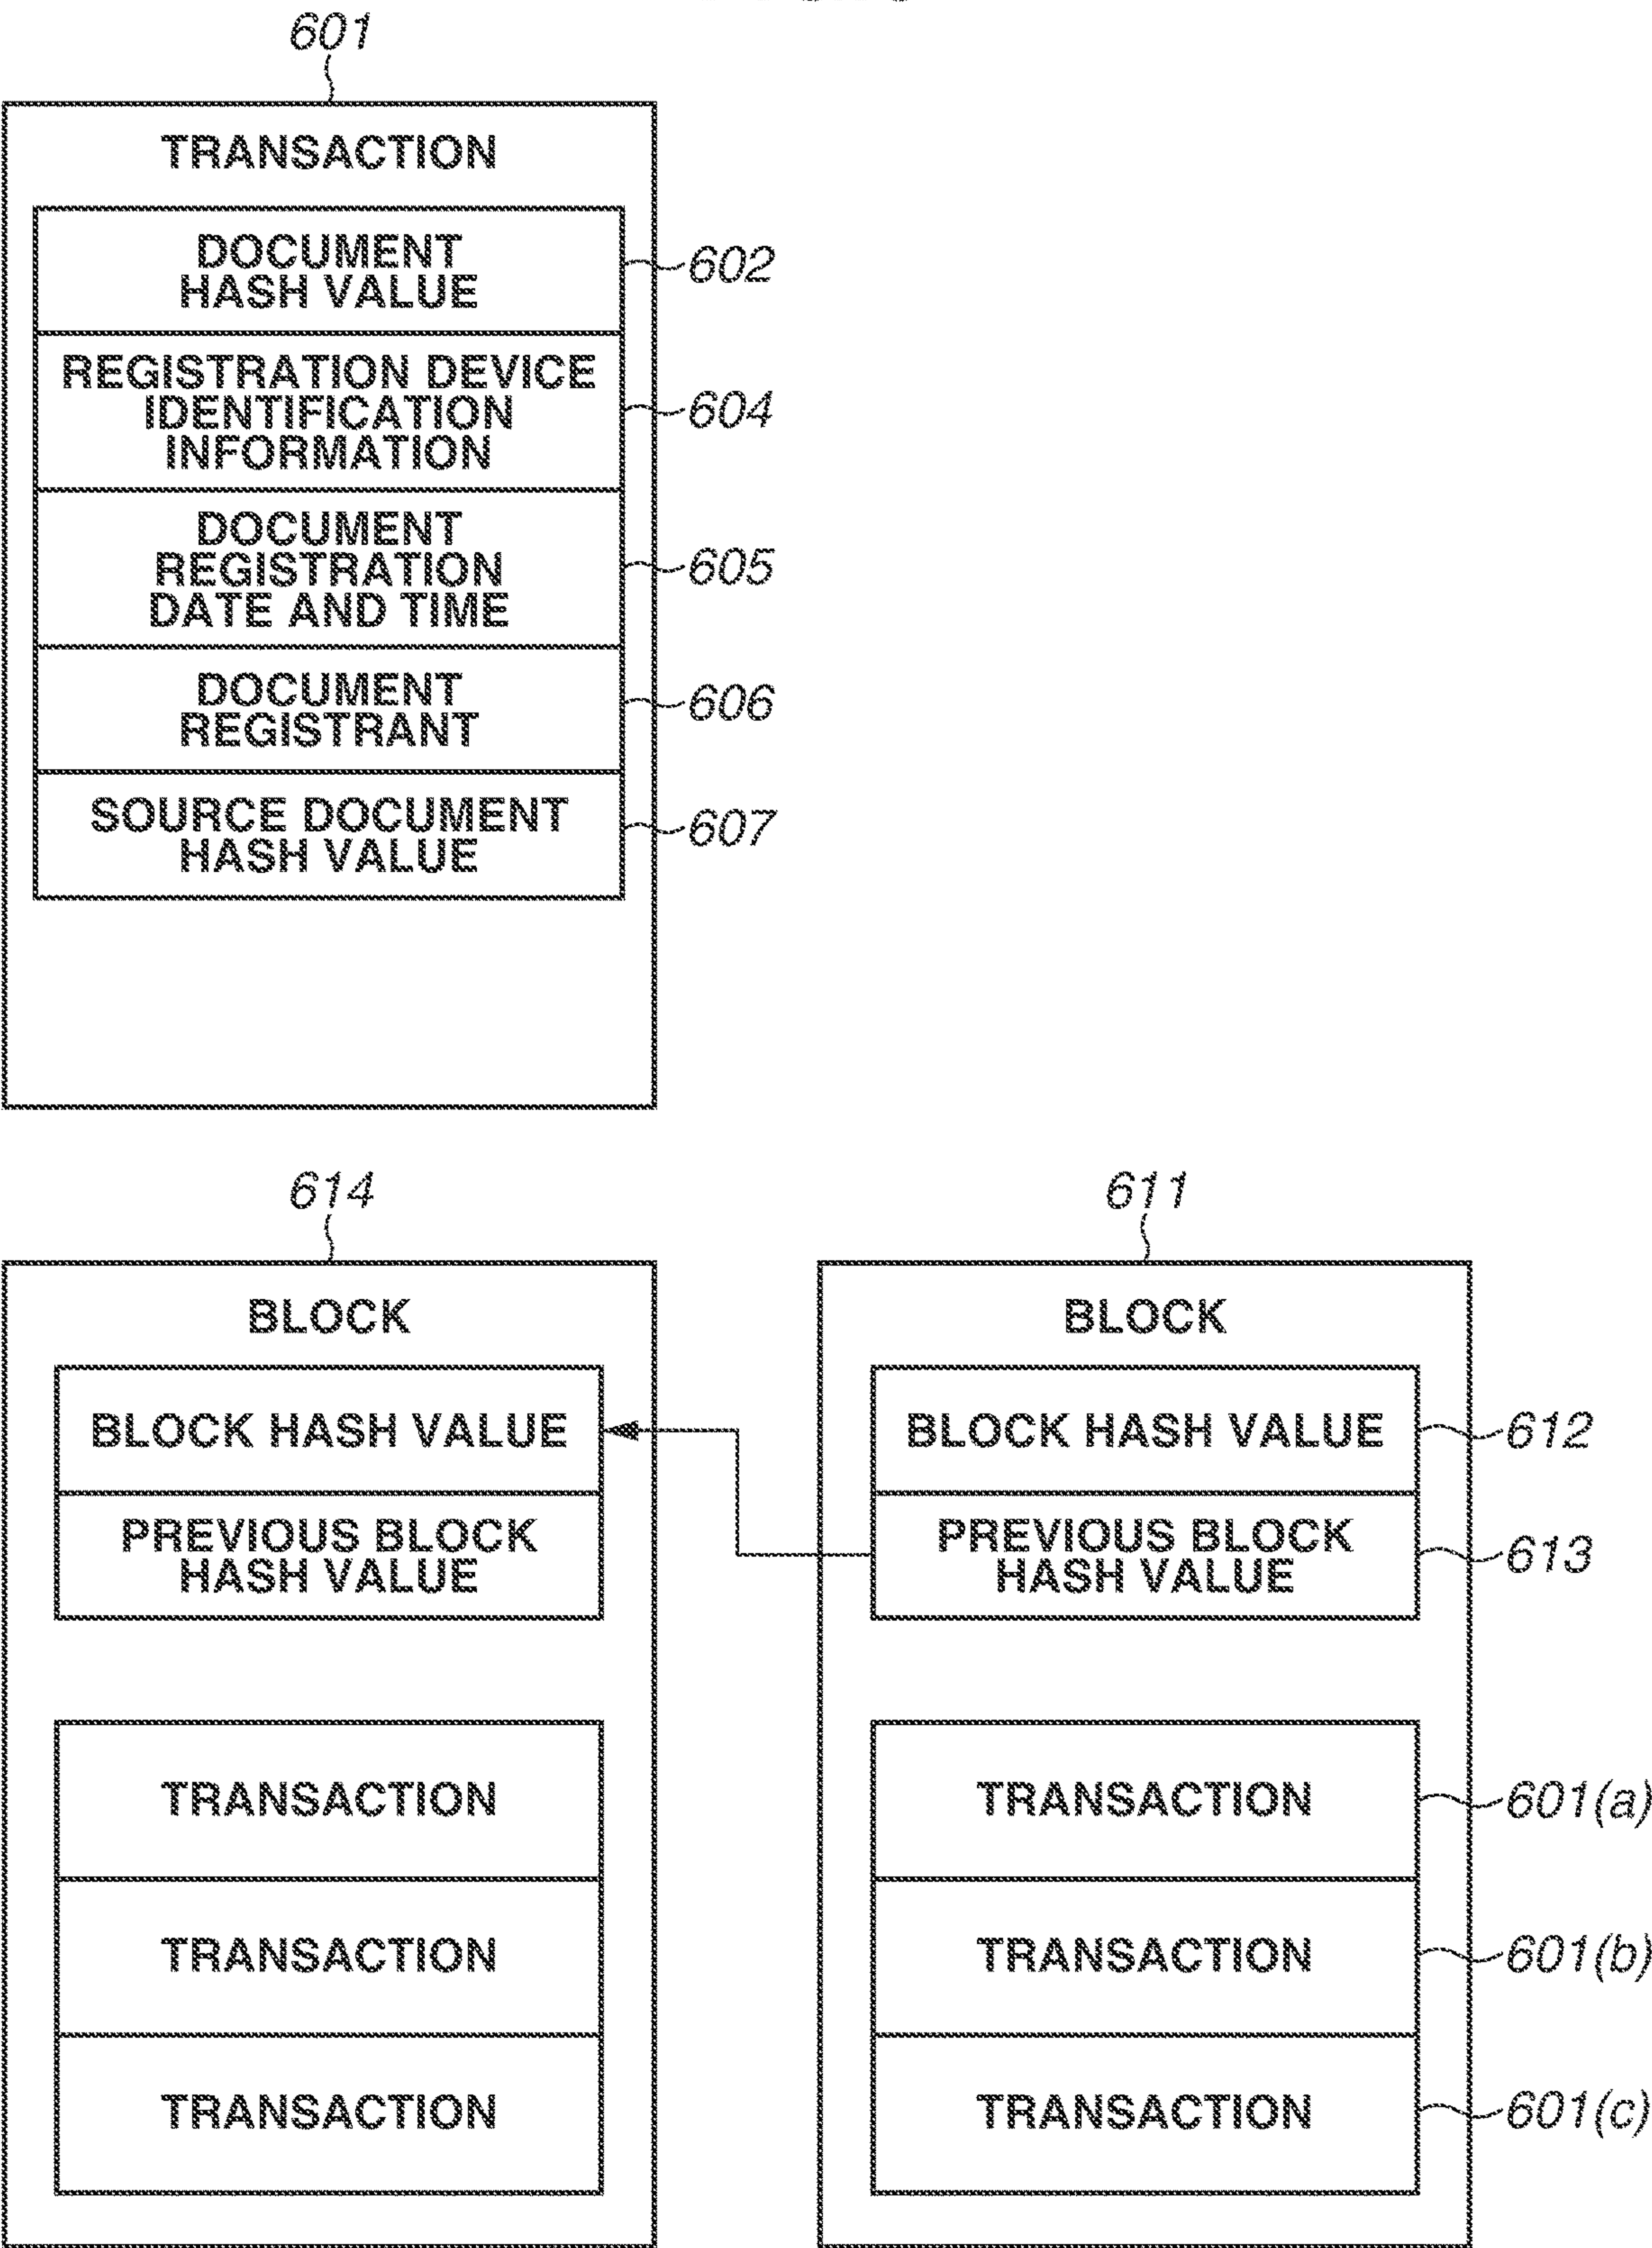 601
TRANSACTION
DOCUMENT
HASH VALUE
602
REGISTRATION DEVICE
IDENTIFICATION
INFORMATION
604
DOCUMENT
REGISTRATION
DATE AND TIME
605
DOCUMENT
REGISTRANT
606
SOURCE DOCUMENT
HASH VALUE
607
614
BLOCK
BLOCK HASH VALUE
PREVIOUS BLOCK
HASH VALUE
TRANSACTION
TRANSACTION
TRANSACTION
611
BLOCK
BLOCK HASH VALUE
612
PREVIOUS BLOCK
HASH VALUE
613
TRANSACTION
601(a)
TRANSACTION
601(b)
TRANSACTION
601(c)